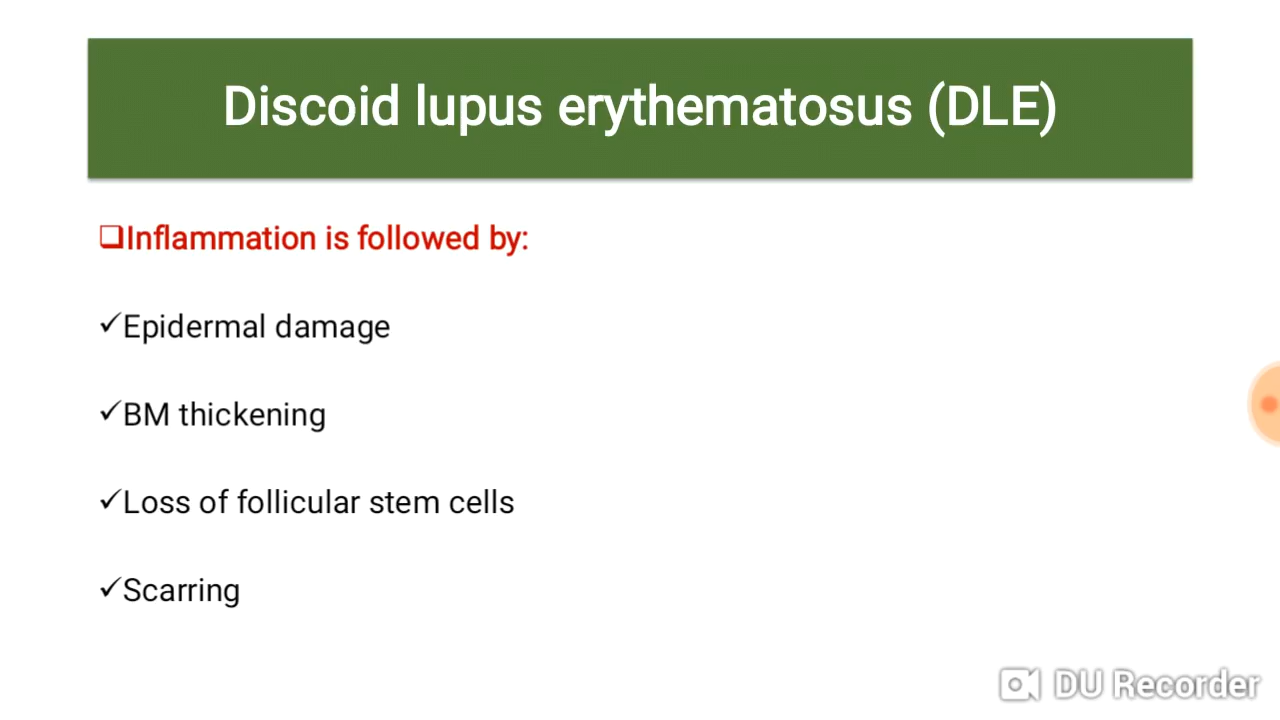 Discoid lupus erythematosus (DLE)
❑Inflammation is followed by:
✓Epidermal damage
✓BM thickening
✓Loss of follicular stem cells
✓Scarring
DU Recorder